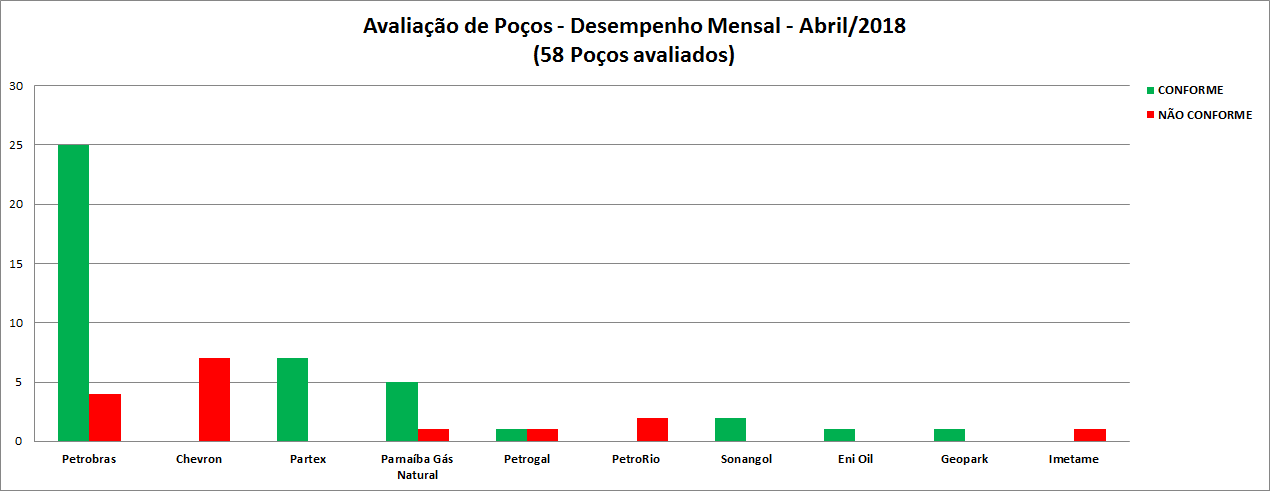 Avaliação de Poços - Desempenho Mensal - Abril/2018
(58 Poços avaliados)
30
25
20
15
10
5
0
CONFORME
NÃO CONFORME
Petrobras
Chevron
Partex
Parnaíba Gás
Natural
Petrogal
PetroRio
Sonangol
Eni Oil
Geopark
Imetame